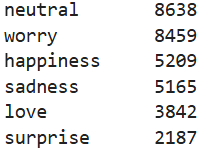 neutral 8638
worry 8459
happiness 5209
sadness 5165
love 3842
surprise 2187